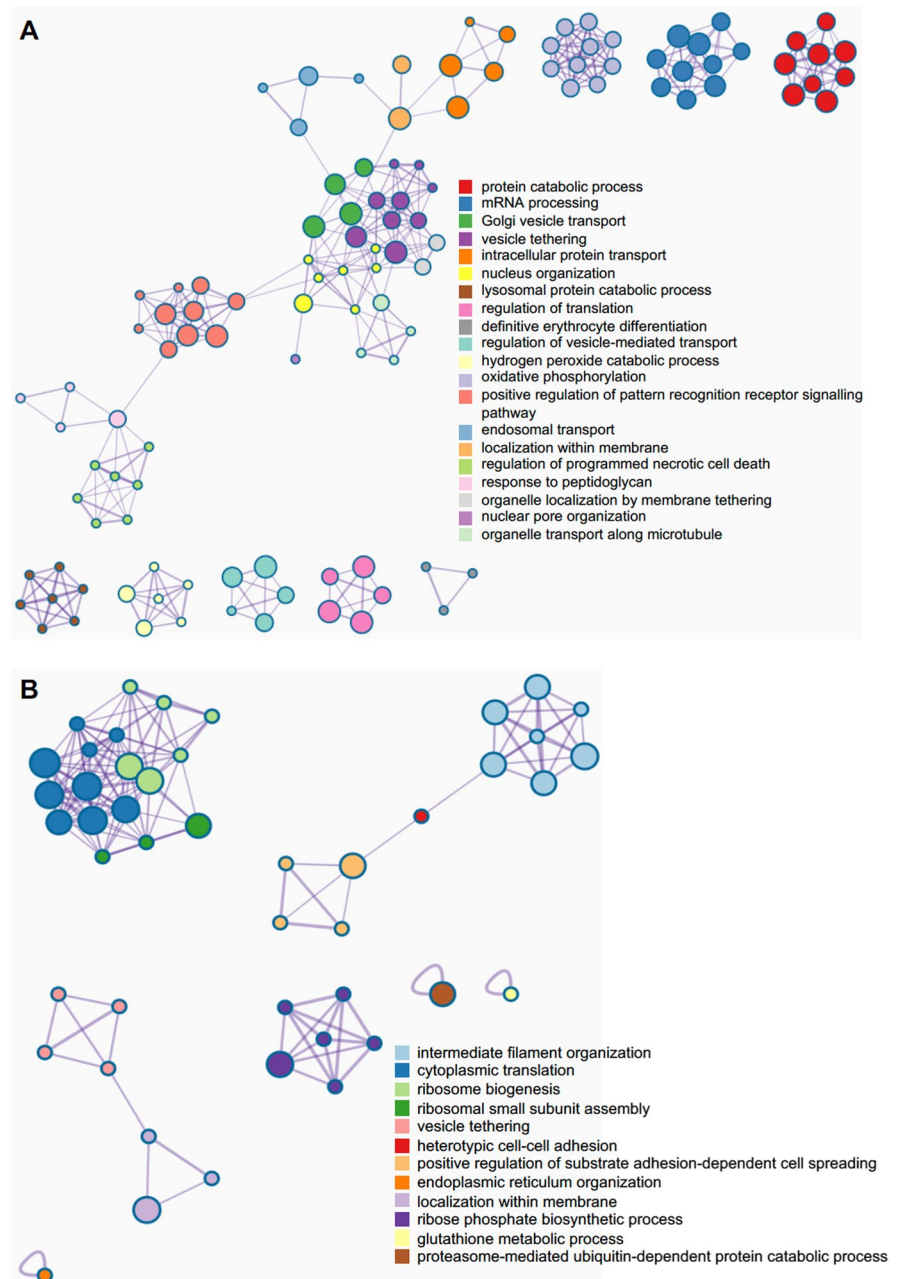 A
protein catabolic process
mRNA processing
Golgi vesicle transport
vesicle tethering
intracellular protein transport
nucleus organization
lysosomal protein catabolic process
regulation of translation
definitive erythrocyte differentiation
regulation of vesicle-mediated transport
hydrogen peroxide catabolic process
oxidative phosphorylation
positive regulation of pattern recognition receptor signalling
pathway
endosomal transport
localization within membrane
regulation of programmed necrotic cell death
response to peptidoglycan
organelle localization by membrane tethering
nuclear pore organization
organelle transport along microtubule
B
intermediate filament organization
cytoplasmic translation
ribosome biogenesis
ribosomal small subunit assembly
vesicle tethering
heterotypic cell-cell adhesion
positive regulation of substrate adhesion-dependent cell spreading
endoplasmic reticulum organization
localization within membrane
ribose phosphate biosynthetic process
glutathione metabolic process
proteasome-mediated ubiquitin-dependent protein catabolic process